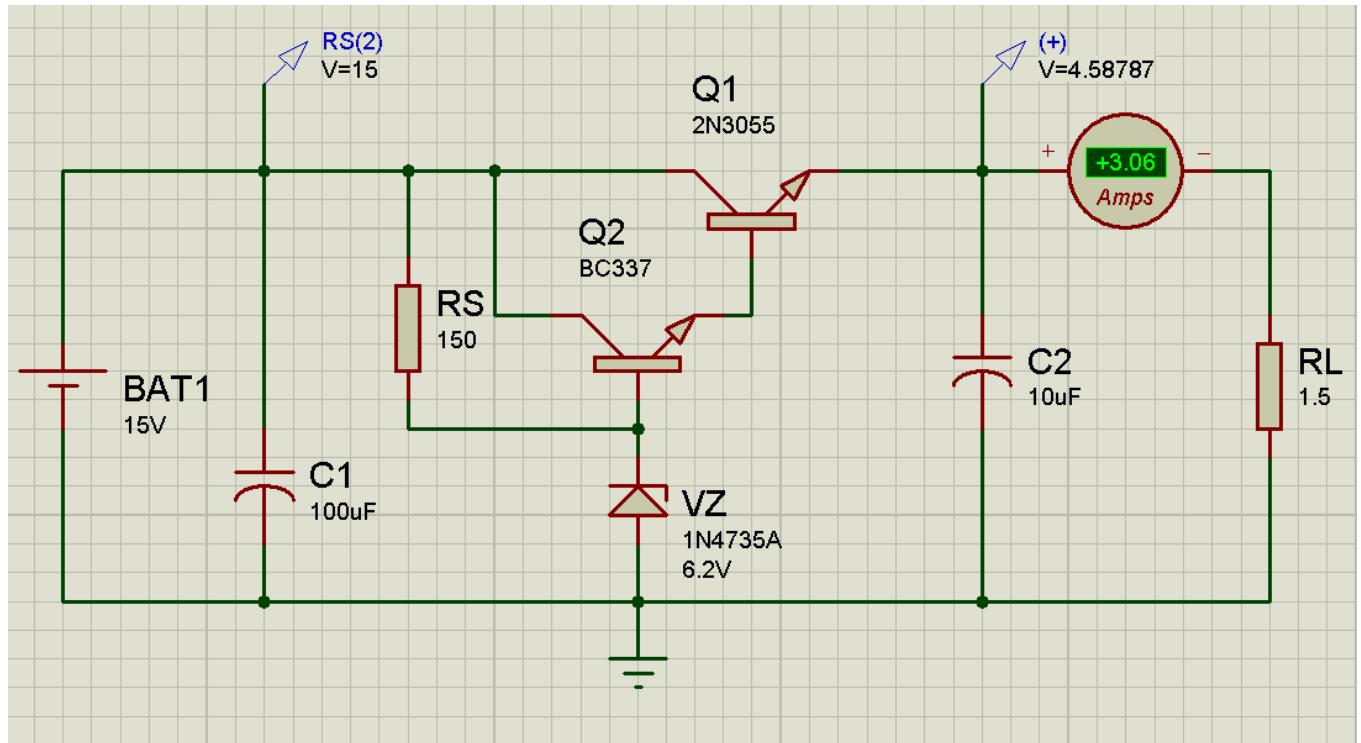 RS(2)
V=15
(+)
V=4.58787
Q1
2N3055
+
+3.06
−
Amps
Q2
BC337
RS
150
BAT1
15V
C1
100uF
VZ
1N4735A
6.2V
C2
10uF
RL
1.5